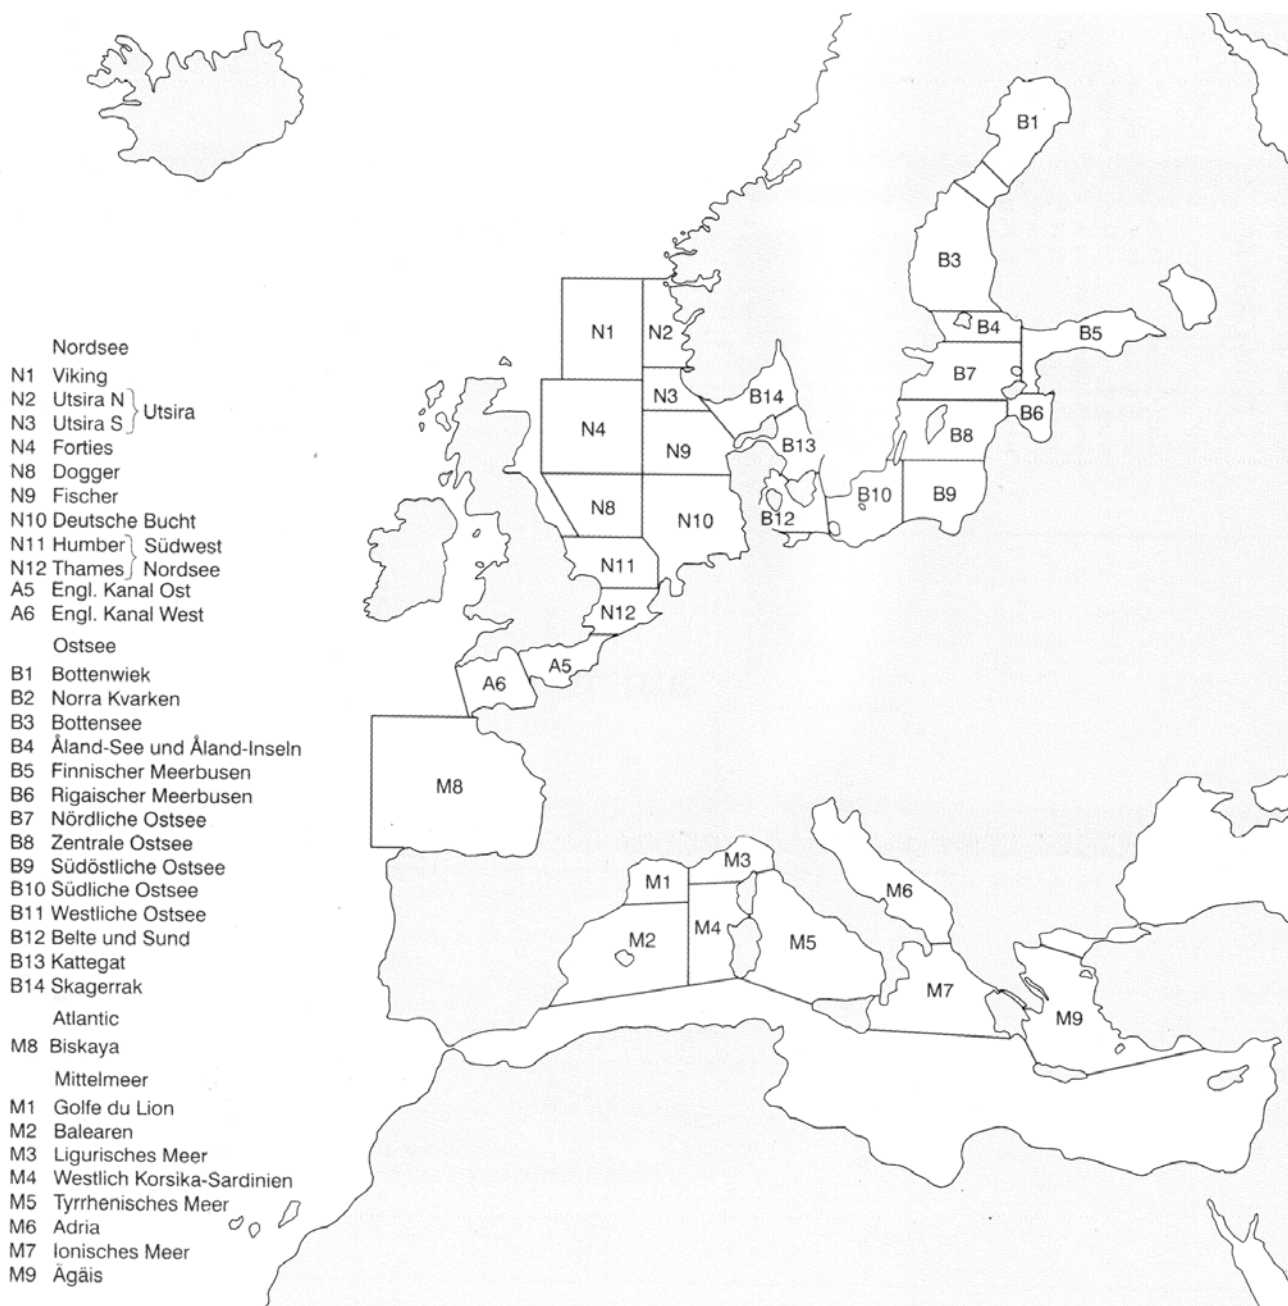 Nordsee
N1 Viking
N2 Utsira N
Utsira
N3 Utsira S
N4 Forties
N8 Dogger
N9 Fischer
N10 Deutsche Bucht
N11 Humber Südwest
N12 Thames Nordsee
A5 Engl. Kanal Ost
A6 Engl. Kanal West
Ostsee
B1 Bottenwiek
B2 Norra Kvarken
B3 Bottensee
B4 Åland-See und Åland-Inseln
B5 Finnischer Meerbusen
B6 Rigaischer Meerbusen
B7 Nördliche Ostsee
B8 Zentrale Ostsee
B9 Südöstliche Ostsee
B10 Südliche Ostsee
B11 Westliche Ostsee
B12 Belte und Sund
B13 Kattegat
B14 Skagerrak
Atlantic
M8 Biskaya
Mittelmeer
M1 Golfe du Lion
M2 Balearen
M3 Ligurisches Meer
M4 Westlich Korsika-Sardinien
M5 Tyrrhenisches Meer
M6 Adria
M7 Ionisches Meer
M9 Ägäis
B1
B3
B4
B5
N1
N2
B7
N3
B14
B6
N4
B8
N9
B13
B10
B9
N8
N10
B12
N11
N12
A5
A6
M8
M3
M1
M6
M4
M2
M5
M7
M9